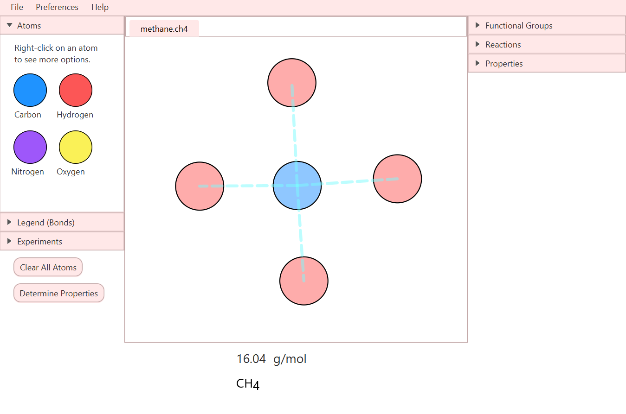 File Preferences Help
Atoms
methane.ch4
Functional Groups
Reactions
Properties
Right-click on an atom
to see more options.
Carbon Hydrogen
Nitrogen Oxygen
Legend (Bonds)
Experiments
Clear All Atoms
Determine Properties
16.04 g/mol
CH4